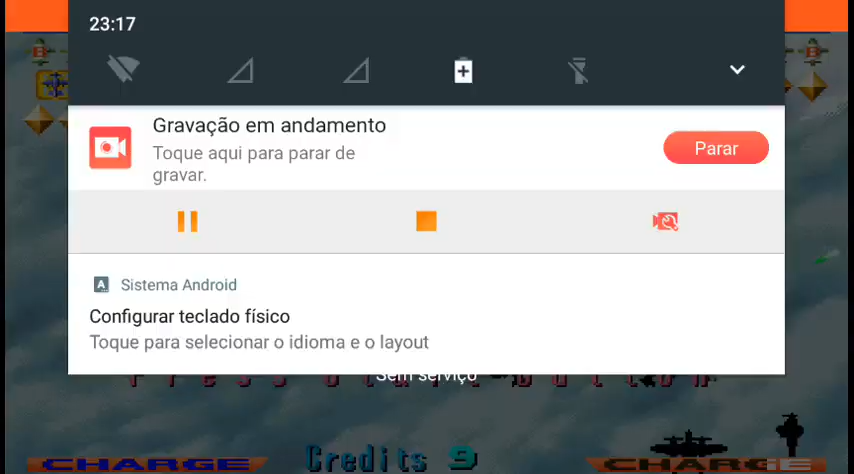 23:17
Gravação em andamento
Toque aqui para parar de
gravar.
Parar
A
Sistema Android
Configurar teclado físico
Toque para selecionar o idioma e o layout
Sem serviço
CHARGE
Credits 9
CHARGE